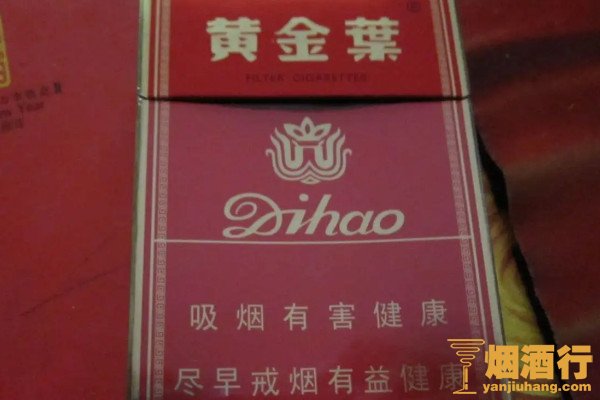 黄金葉
FILTER CIGARETTES
Dihao
吸烟有害健康
尽早戒烟有益健康
烟酒行
yanjiuhang.com